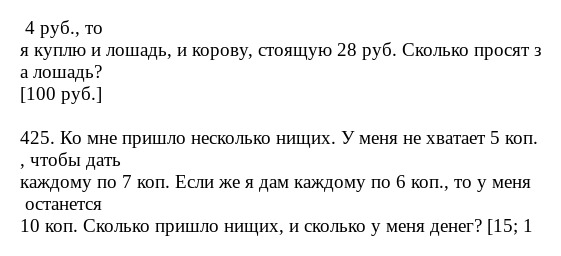 4 руб., то
я куплю и лошадь, и корову, стоящую 28 руб. Сколько просят з
а лошадь?
[100 руб.]

425. Ко мне пришло несколько нищих. У меня не хватает 5 коп.
, чтобы дать
каждому по 7 коп. Если же я дам каждому по 6 коп., то у меня
останется
10 коп. Сколько пришло нищих, и сколько у меня денег? [15; 1